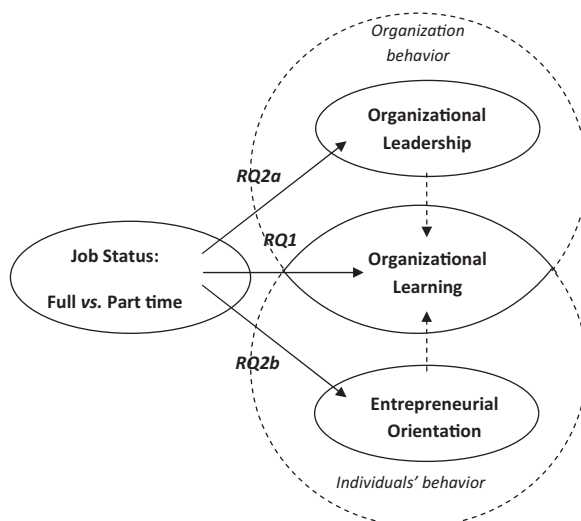 Organization
behavior
Organizational
Leadership
RQ2a
RQ1
Job Status:
Full vs. Part time
Organizational
Learning
RQ2b
Entrepreneurial
Orientation
Individuals’ behavior